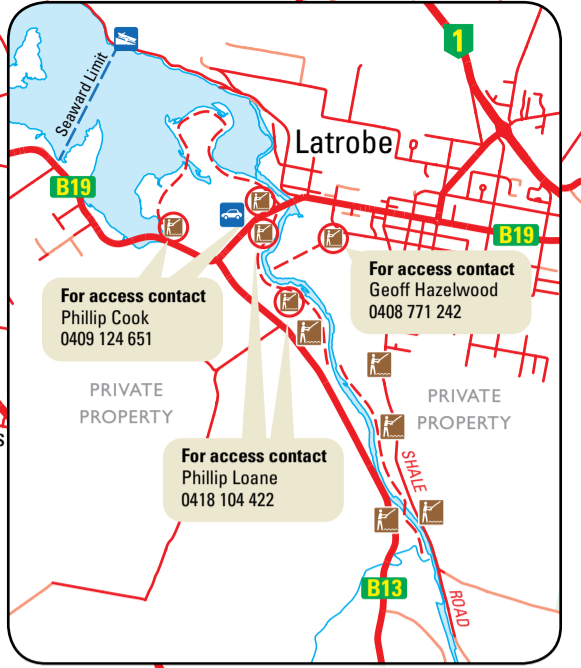 1
Seaward Limit
Latrobe
B19
B19
For access contact
Geoff Hazelwood
0408 771 242
For access contact
Phillip Cook
0409 124 651
PRIVATE
PROPERTY
PRIVATE
PROPERTY
s
For access contact
Phillip Loane
0418 104 422
SHALE
ROAD
B13